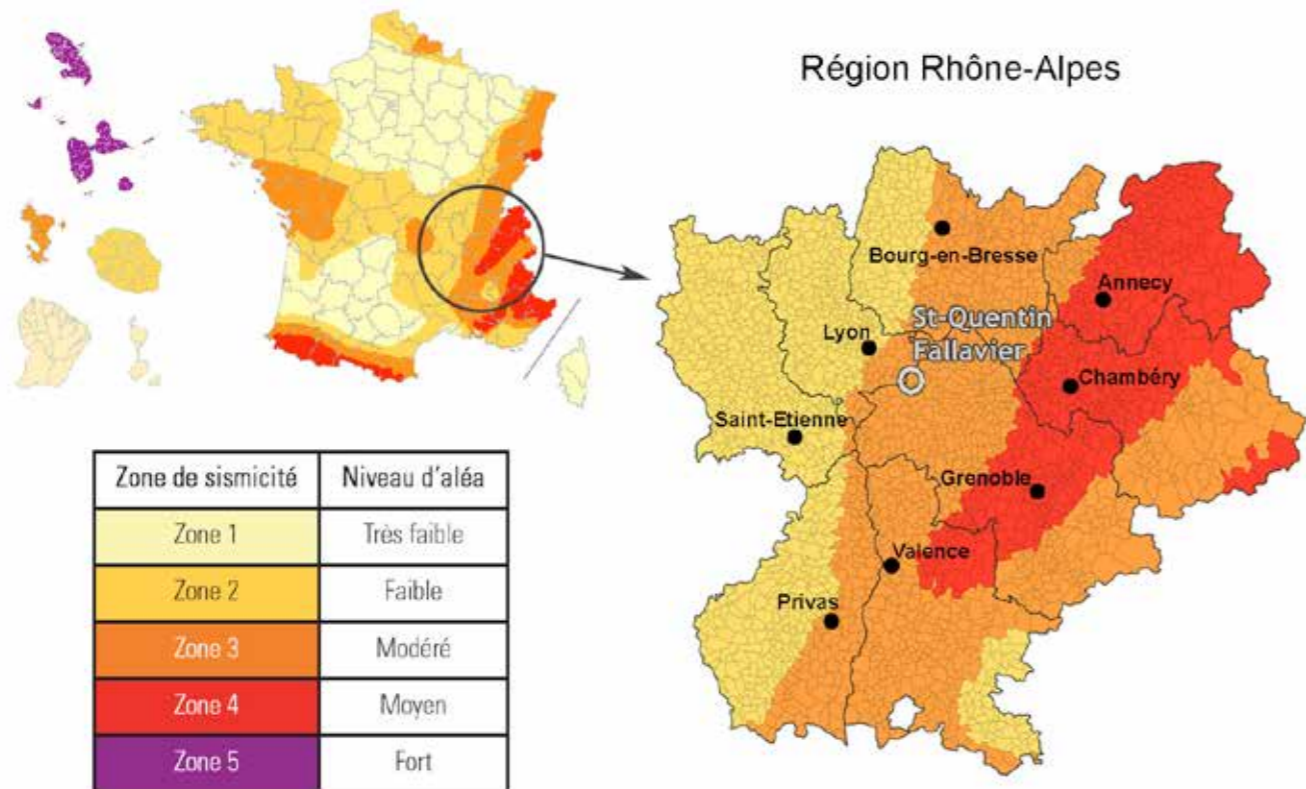 Région Rhône-Alpes
Bourg-en-Bresse
Annecy
St-Quentin
Fallavier
Lyon
Chambéry
Saint-Etienne
Grenoble
Valence
Privas
Zone de sismicité Niveau d'aléa
Zone 1 Très faible
Zone 2 Faible
Zone 3 Modéré
Zone 4 Moyen
Zone 5 Fort